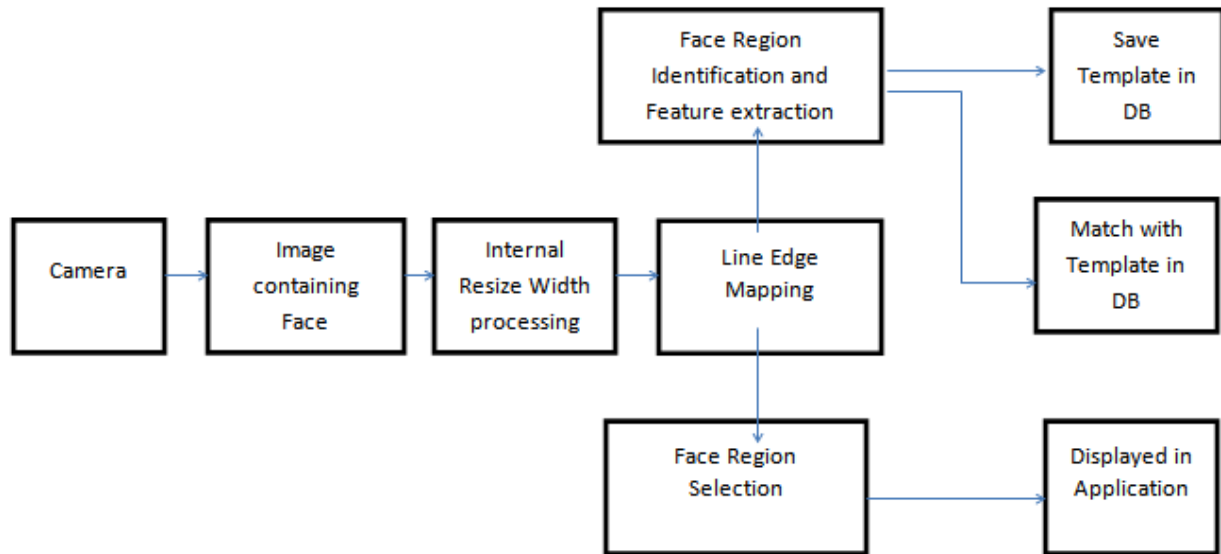 Face Region
Identification and
Feature extraction
Save
Template in
DB
Camera
Image
containing
Face
Internal
Resize Width
processing
Line Edge
Mapping
Match with
Template in
DB
Face Region
Selection
Displayed in
Application